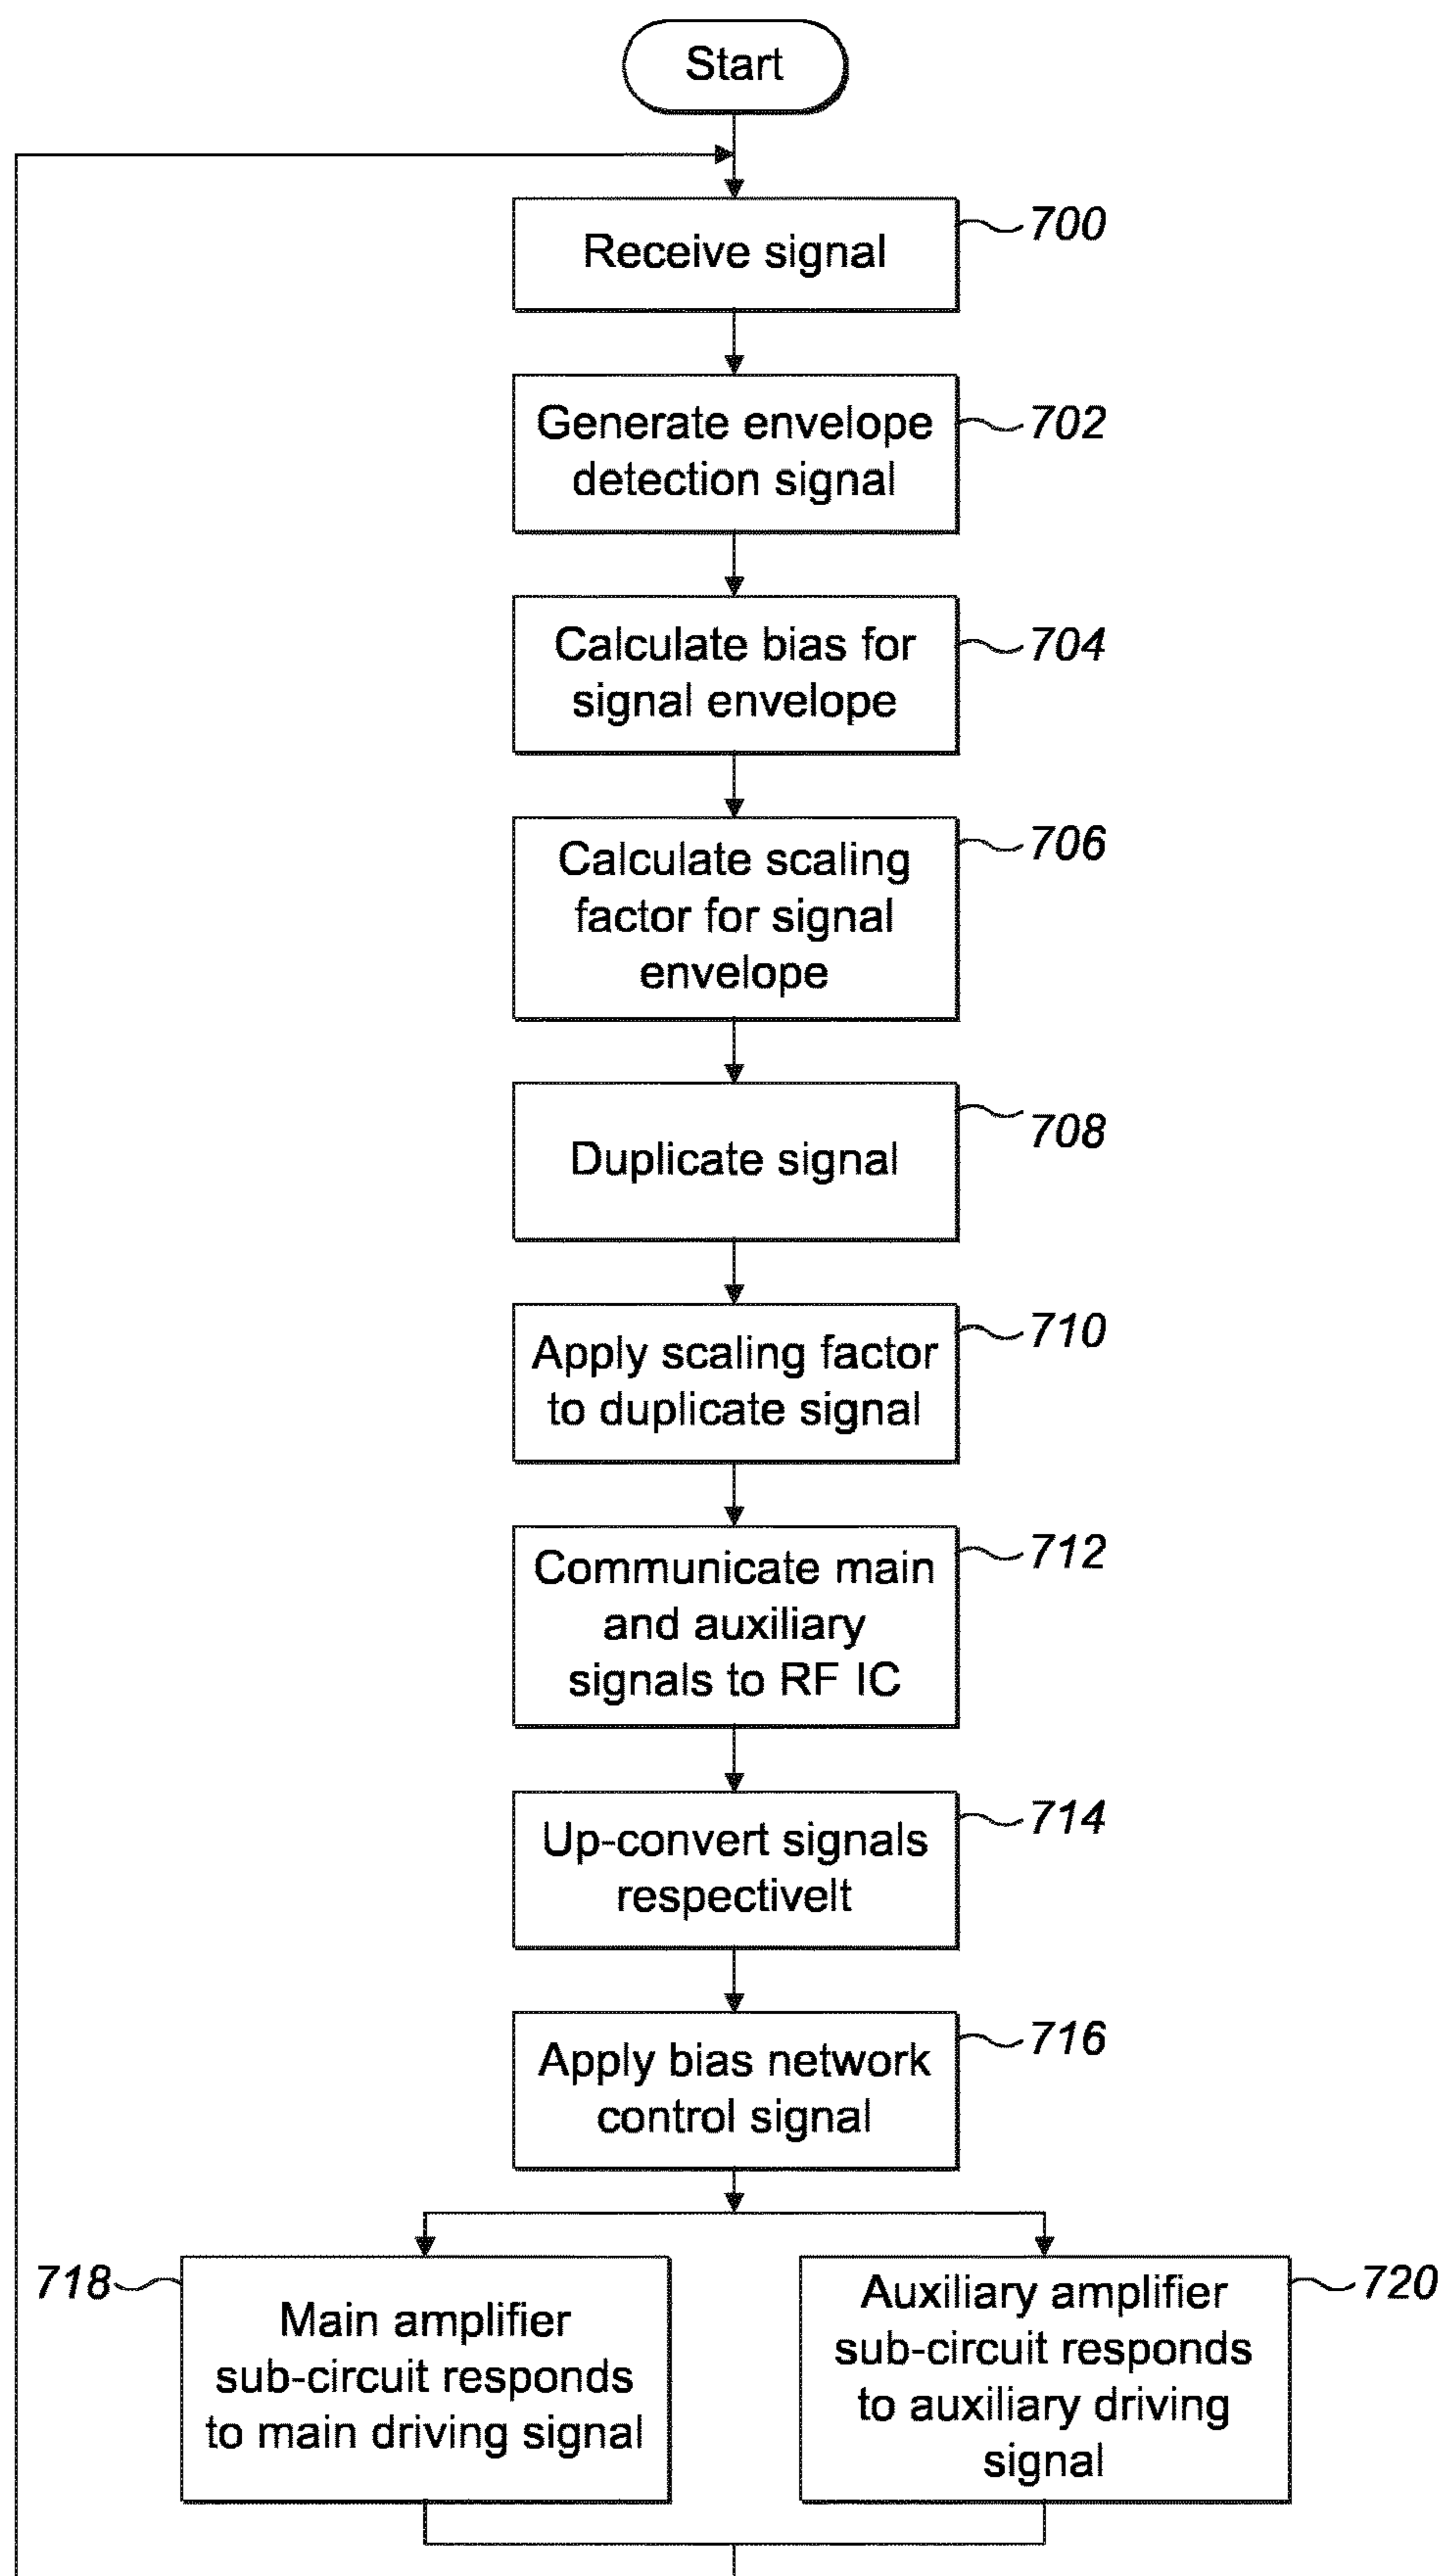 Start
Receive signal
700
Generate envelope
detection signal
702
Calculate bias for
signal envelope
704
Calculate scaling
factor for signal
envelope
706
Duplicate signal
708
Apply scaling factor
to duplicate signal
710
Communicate main
and auxiliary
signals to RF IC
712
Up-convert signals
respectivelt
714
Apply bias network
control signal
716
718
Main amplifier
sub-circuit responds
to main driving signal
Auxiliary amplifier
sub-circuit responds
to auxiliary driving
signal
720